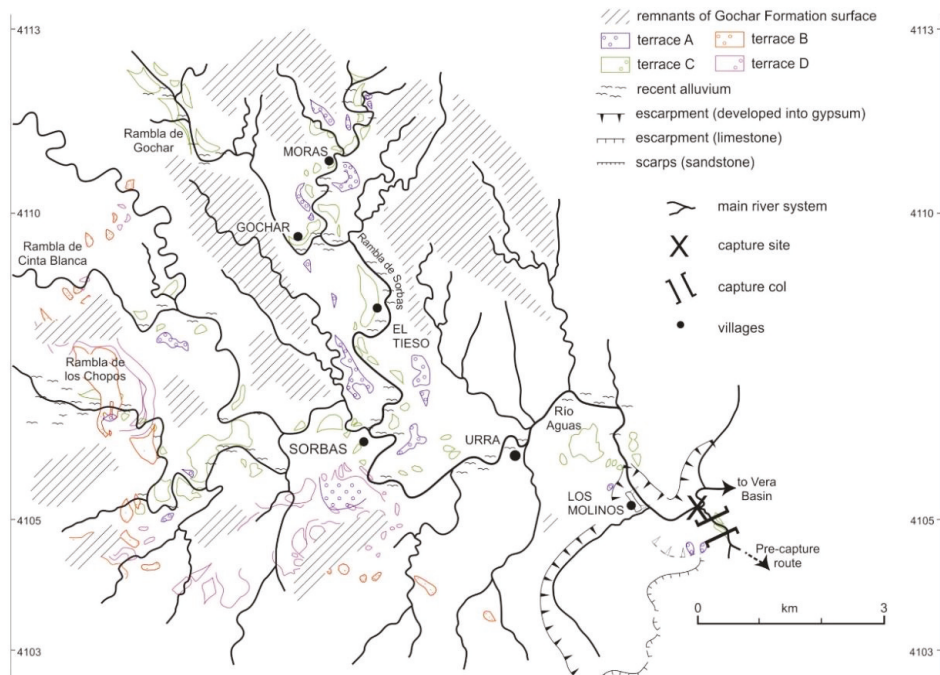 4113
4113
remnants of Gochar Formation surface
terrace A
terrace B
terrace C
terrace D
recent alluvium
escarpment (developed into gypsum)
escarpment (limestone)
scarps (sandstone)
main river system
capture site
capture col
villages
Rambla de
Gochar
MORAS
4110
4110
GOCHAR
Rambla de Sorbas
Rambla de
Cinta Blanca
EL
TIESO
Rambla de
los Chopos
Río
Aguas
URRA
SORBAS
to Vera
Basin
LOS
MOLINOS
4105
4105
Pre-capture
route
0
3
km
4103
4103